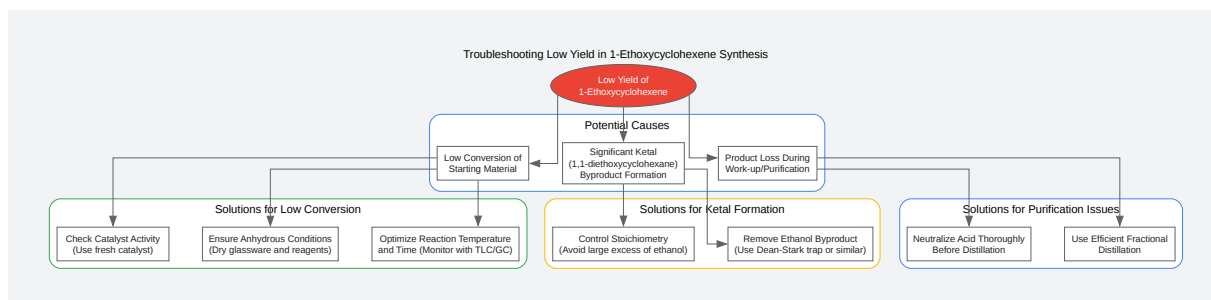 Troubleshooting Low Yield in 1-Ethoxycyclohexene Synthesis
Low Yield of
1-Ethoxycyclohexene
Potential Causes
Low Conversion of
Starting Material
Significant Ketal
(1,1-diethoxycyclohexane)
Byproduct Formation
Product Loss During
Work-up/Purification
Solutions for Low Conversion
Check Catalyst Activity
(Use fresh catalyst)
Ensure Anhydrous Conditions
(Dry glassware and reagents)
Optimize Reaction Temperature
and Time (Monitor with TLC/GC)
Solutions for Ketal Formation
Control Stoichiometry
(Avoid large excess of ethanol)
Remove Ethanol Byproduct
(Use Dean-Stark trap or similar)
Solutions for Purification Issues
Neutralize Acid Thoroughly
Before Distillation
Use Efficient Fractional
Distillation